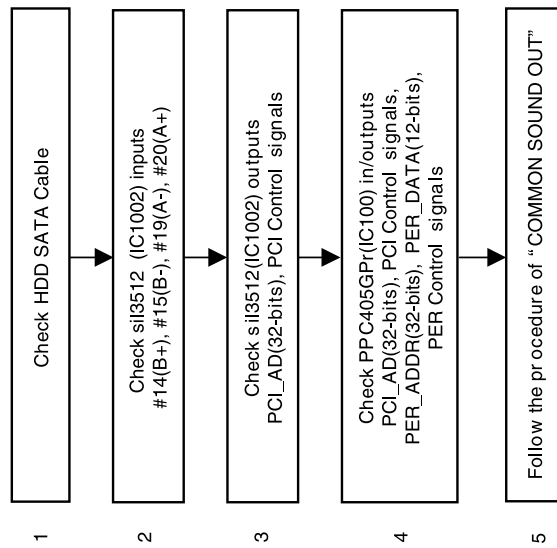 1
Check HDD SATA Cable
2
Check sil3512 (IC1002) inputs
#14(B+), #15(B-), #19(A-), #20(A+)
3
Check sil3512(IC1002) outputs
PCI_AD(32-bits), PCI Control signals
4
Check PPC405GPr(IC100) in/outputs
PCI_AD(32-bits), PCI Control signals,
PER_ADDR(32-bits), PER_DATA(12-bits),
PER Control signals
5
Follow the procedure of “COMMON SOUND OUT”